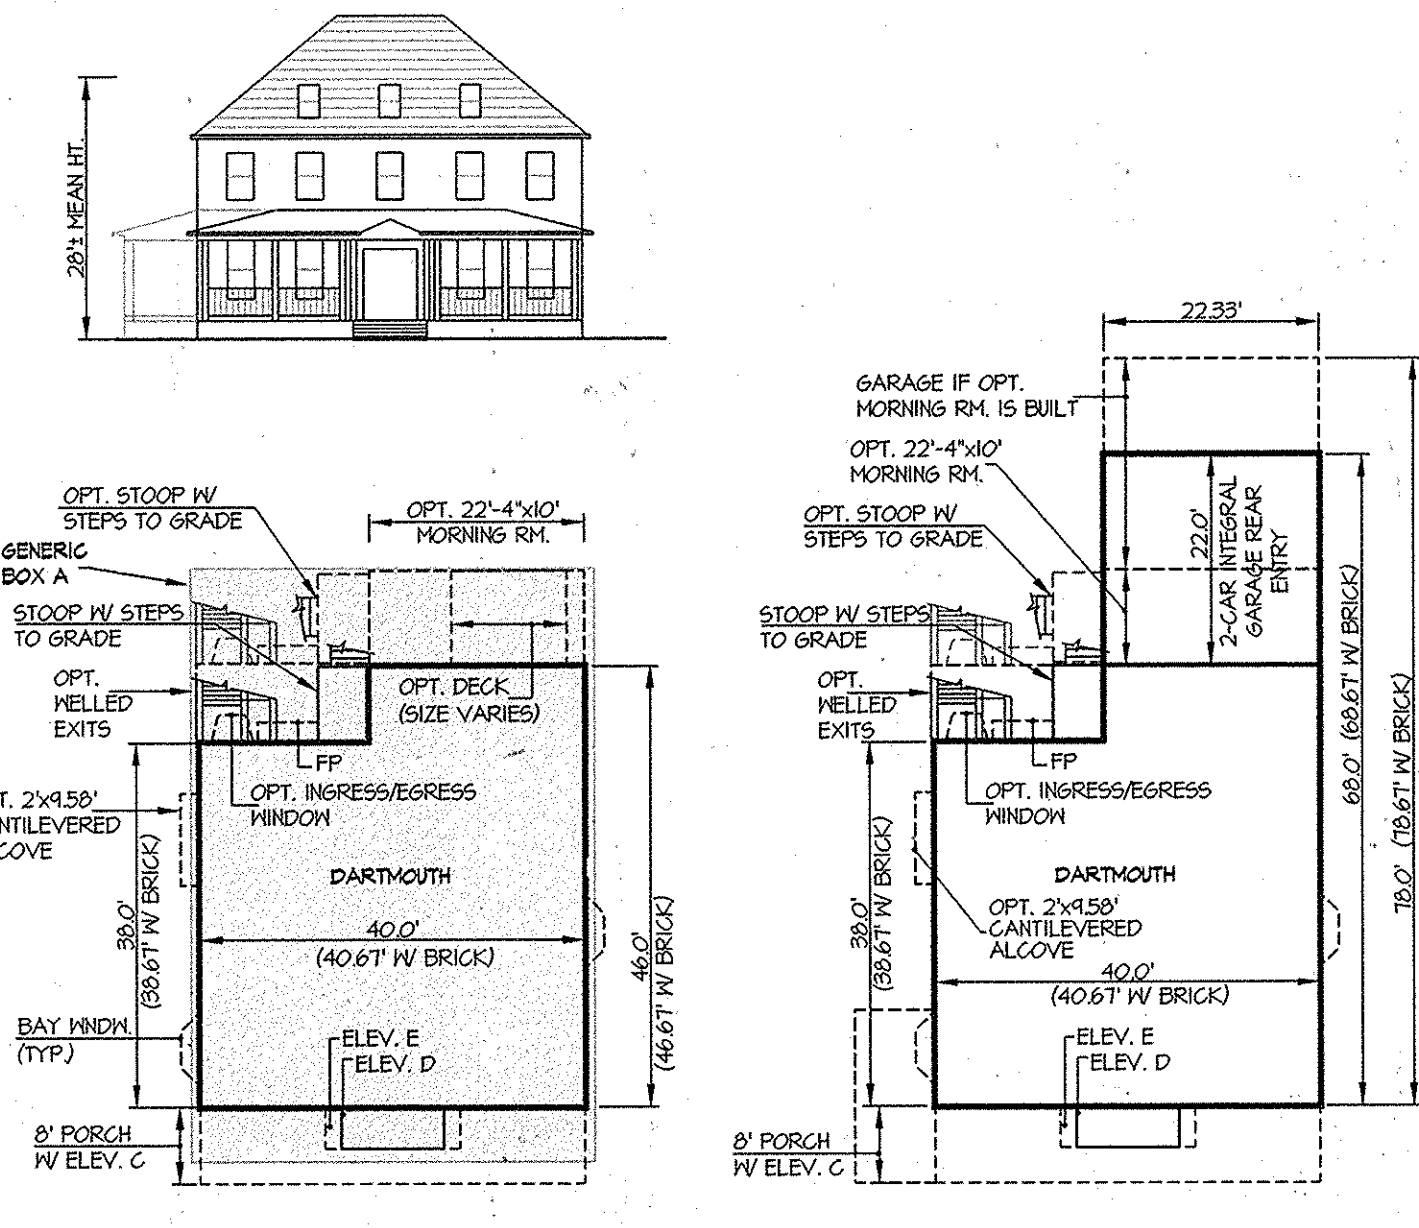 28'± MEAN HT.
OPT. STOOP W/
STEPS TO GRADE
OPT. 22'-4"x10'
MORNING RM.
GENERIC
BOX A
STOOP W/ STEPS
TO GRADE
OPT.
WELLED
EXITS
OPT. DECK
(SIZE VARIES)
FP
OPT. INGRESS/EGRESS
WINDOW
T. 2'x9.58'
NTILEVERED
COVE
DARTMOUTH
38.0'
(38.67' W/ BRICK)
40.0'
(40.67' W/ BRICK)
46.0'
(46.67' W/ BRICK)
BAY WNDW.
(TYP.)
ELEV. E
ELEV. D
8' PORCH
W/ ELEV. C
22.33'
GARAGE IF OPT.
MORNING RM. IS BUILT
OPT. 22'-4"x10'
MORNING RM.
OPT. STOOP W/
STEPS TO GRADE
22.0'
2-CAR INTEGRAL
GARAGE REAR
ENTRY
STOOP W/ STEPS
TO GRADE
OPT.
WELLED
EXITS
FP
OPT. INGRESS/EGRESS
WINDOW
68.0' (68.67' W/ BRICK)
78.0' (78.67' W/ BRICK)
DARTMOUTH
OPT. 2'x9.58'
CANTILEVERED
ALCOVE
38.0'
(38.67' W/ BRICK)
40.0'
(40.67' W/ BRICK)
ELEV. E
ELEV. D
8' PORCH
W/ ELEV. C